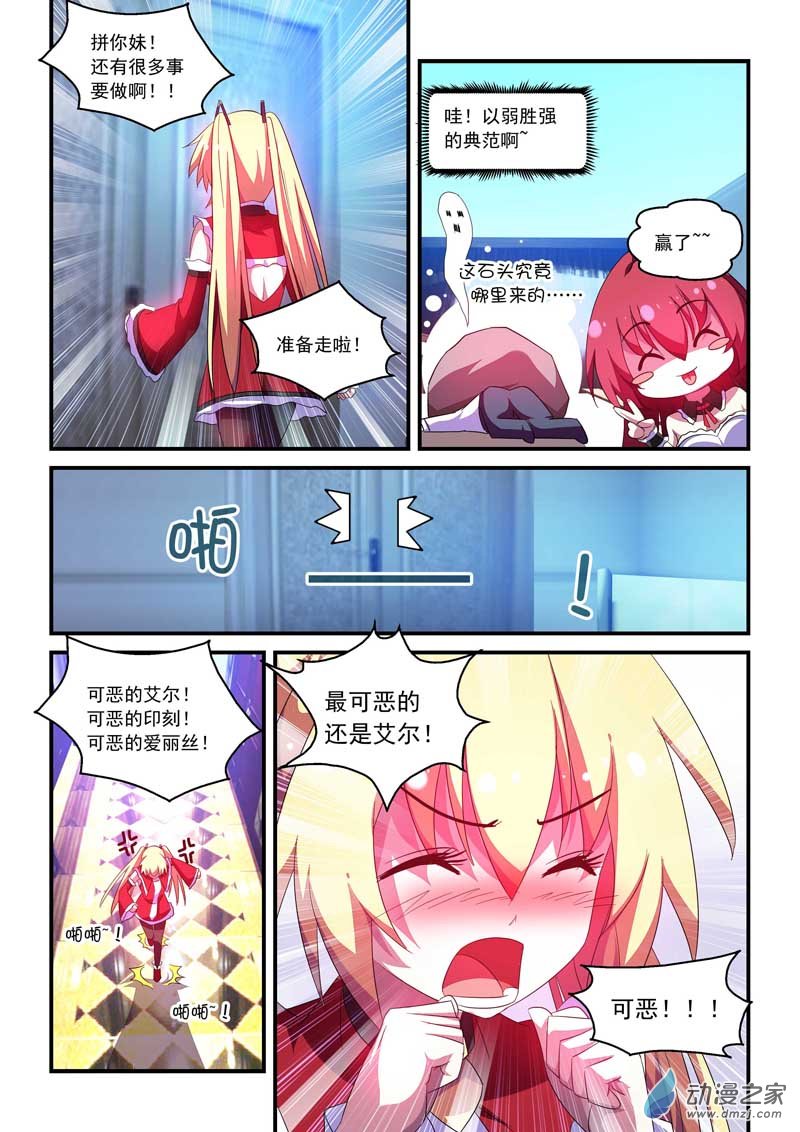 拼你妹！
还有很多事
要做啊！！
准备走啦！
哇！以弱胜强
的典范啊~
赢了~~
这石头究竟
哪里来的……
啪
！
可恶的艾尔！
可恶的印刻！
可恶的爱丽丝！
啪啪~！
啪啪~！
最可恶的
还是艾尔！
可恶！！！
动漫之家
www.dmzj.com